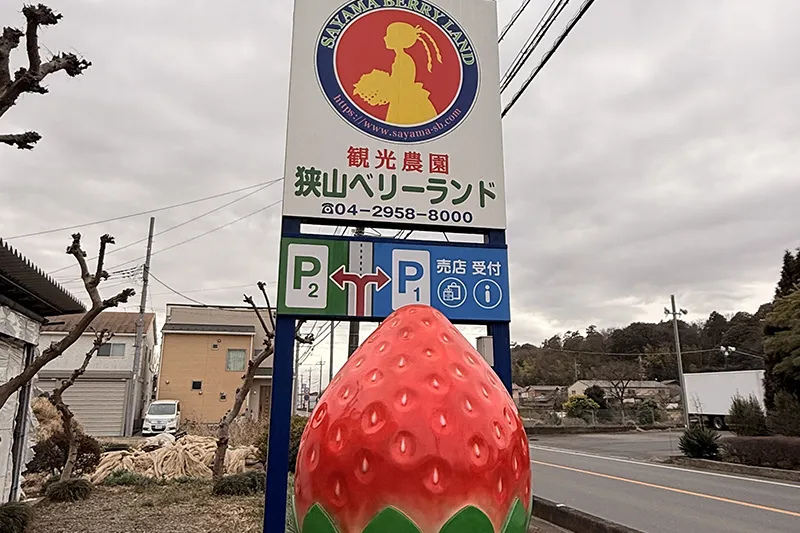 SAYAMA BERRY LAND
https://www.sayama-sb.com
観光農園
狭山ベリーランド
☎04-2958-8000
P2
P1
売店 受付
i